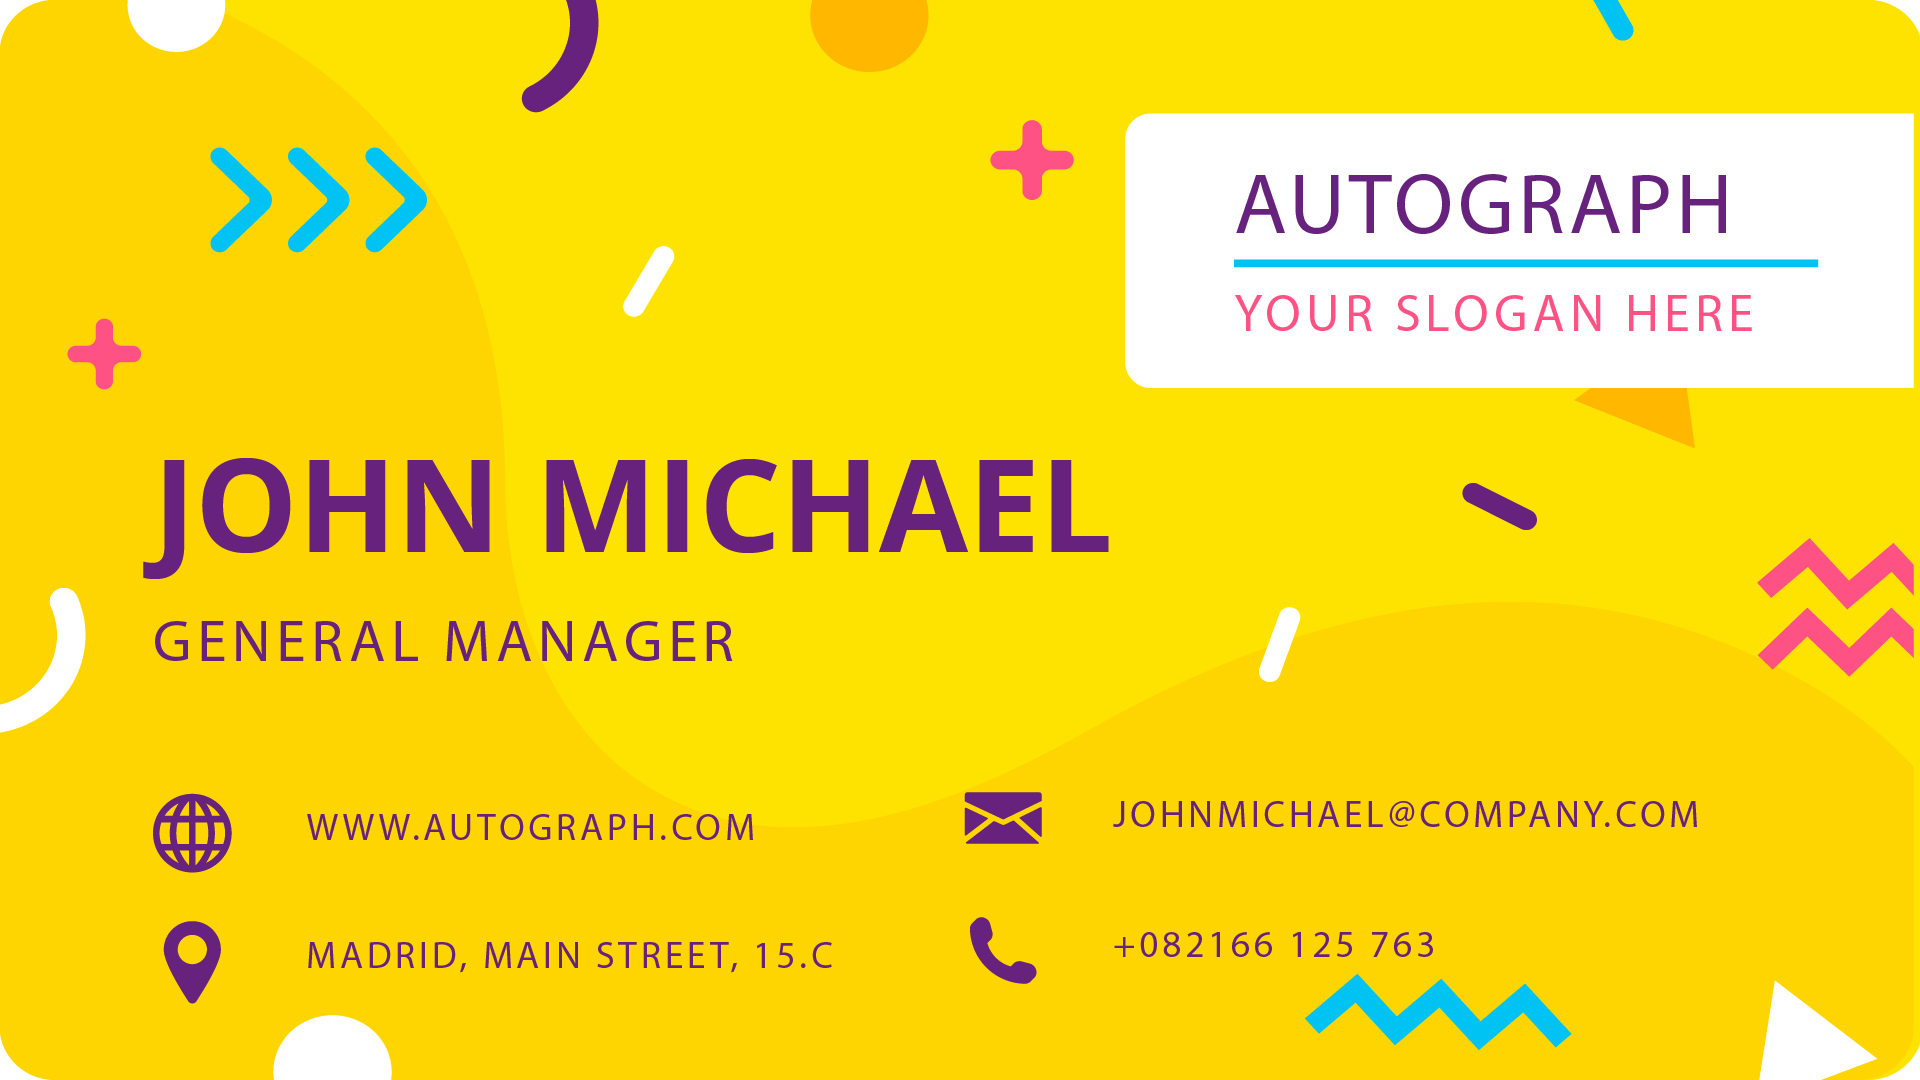 AUTOGRAPH
YOUR SLOGAN HERE
JOHN MICHAEL
GENERAL MANAGER
WWW.AUTOGRAPH.COM
JOHNMICHAEL@COMPANY.COM
MADRID, MAIN STREET, 15.C
+082166 125 763